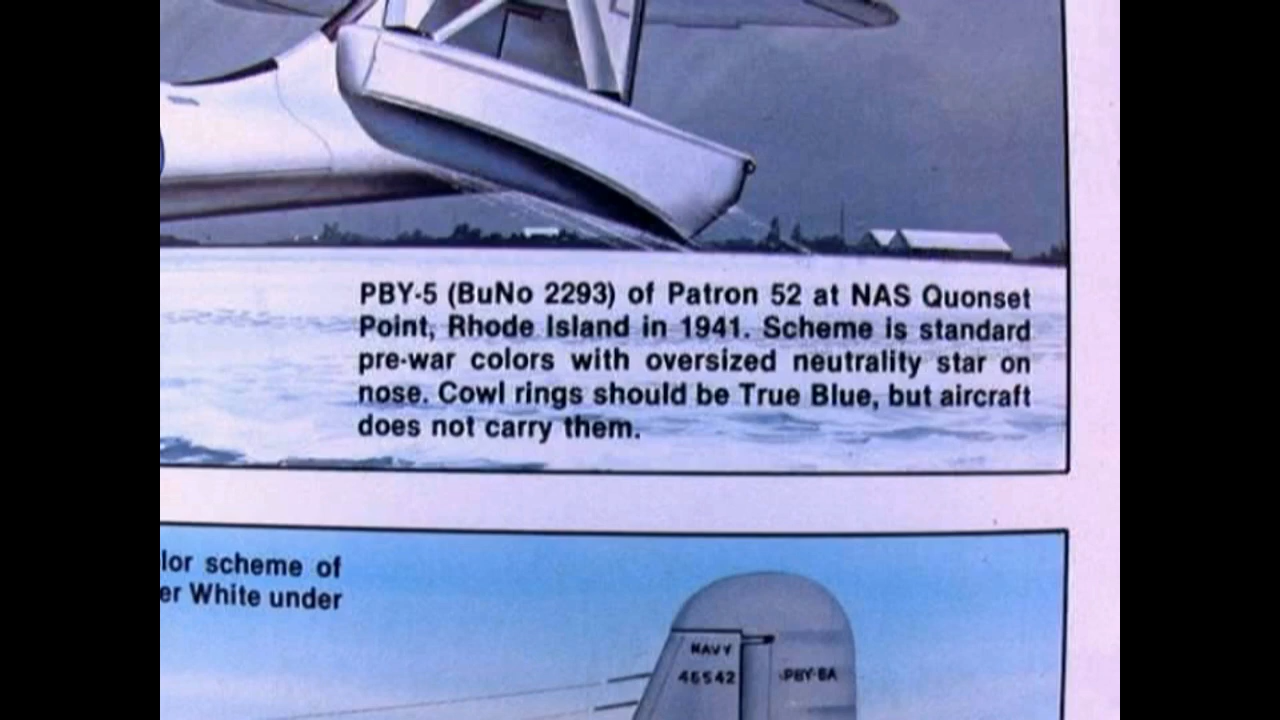 PBY-5 (BuNo 2293) of Patron 52 at NAS Quonset
Point, Rhode Island in 1941. Scheme is standard
pre-war colors with oversized neutrality star on
nose. Cowl rings should be True Blue, but aircraft
does not carry them.
lor scheme of
er White under
NAVY
46542
PBY-6A